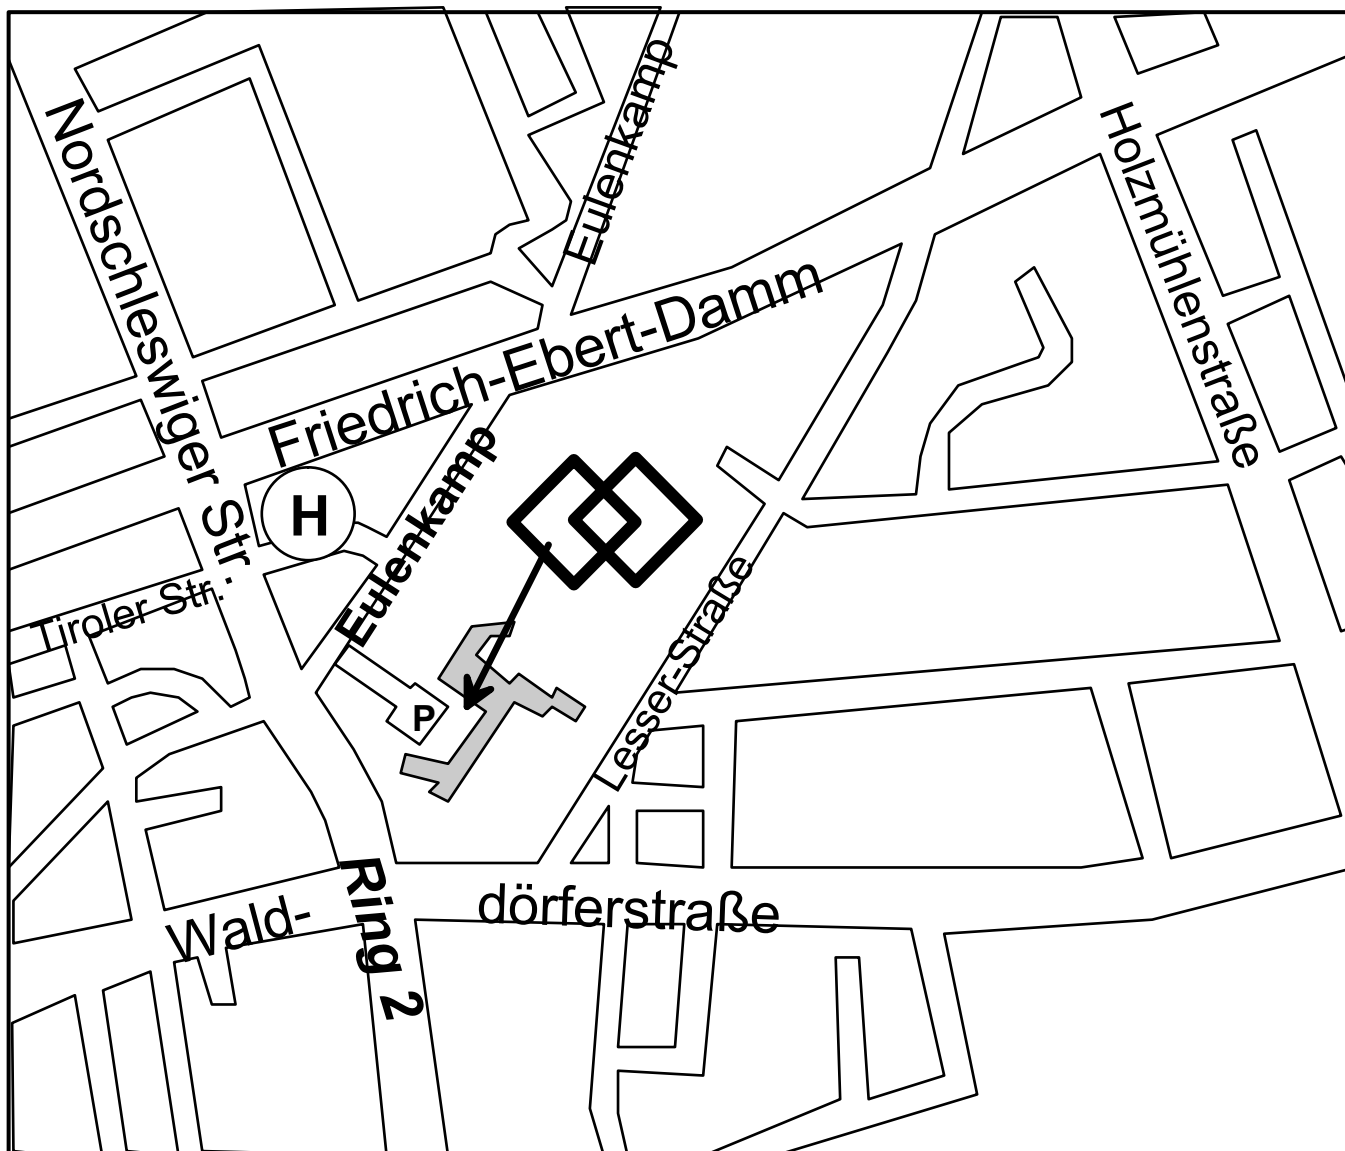 Eulenkamp
Nordschleswiger Str.
Holzmühlenstraße
Friedrich-Ebert-Damm
H
Eulenkamp
Tiroler Str.
Lesser-Straße
P
Wald-
Ring 2
dörferstraße